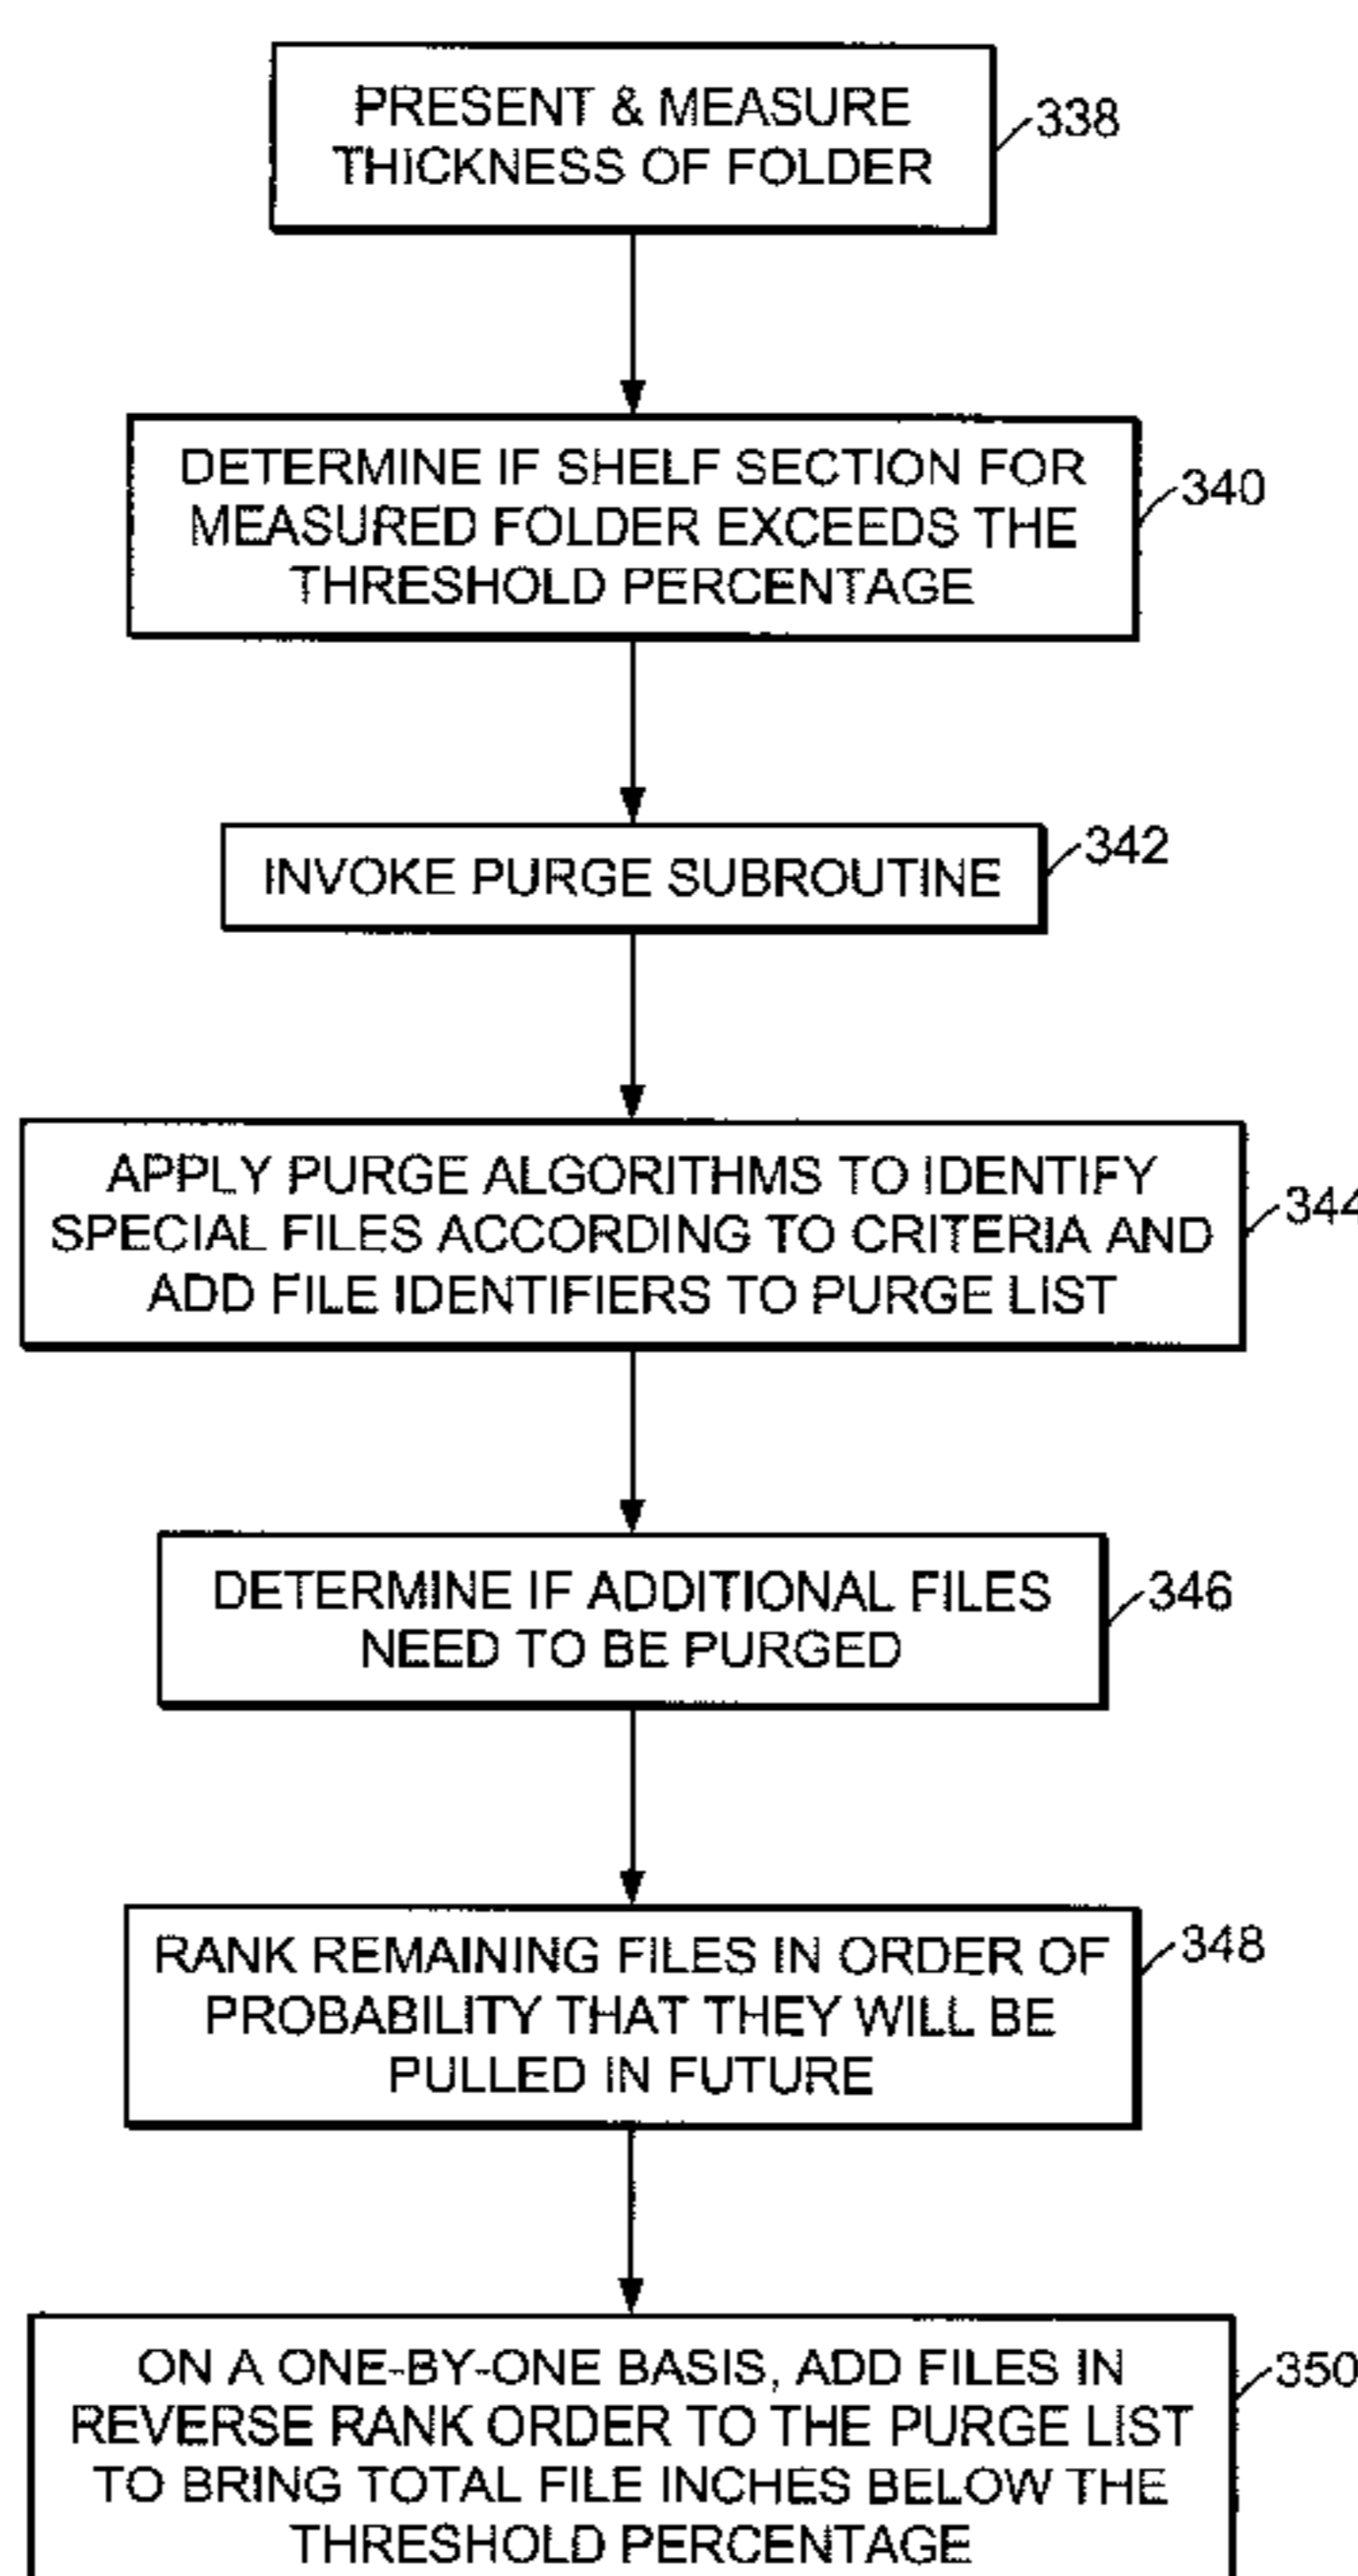 PRESENT & MEASURE
THICKNESS OF FOLDER
338
DETERMINE IF SHELF SECTION FOR
MEASURED FOLDER EXCEEDS THE
THRESHOLD PERCENTAGE
340
INVOKE PURGE SUBROUTINE
342
APPLY PURGE ALGORITHMS TO IDENTIFY
SPECIAL FILES ACCORDING TO CRITERIA AND
ADD FILE IDENTIFIERS TO PURGE LIST
344
DETERMINE IF ADDITIONAL FILES
NEED TO BE PURGED
346
RANK REMAINING FILES IN ORDER OF
PROBABILITY THAT THEY WILL BE
PULLED IN FUTURE
348
ON A ONE-BY-ONE BASIS, ADD FILES IN
REVERSE RANK ORDER TO THE PURGE LIST
TO BRING TOTAL FILE INCHES BELOW THE
THRESHOLD PERCENTAGE
350